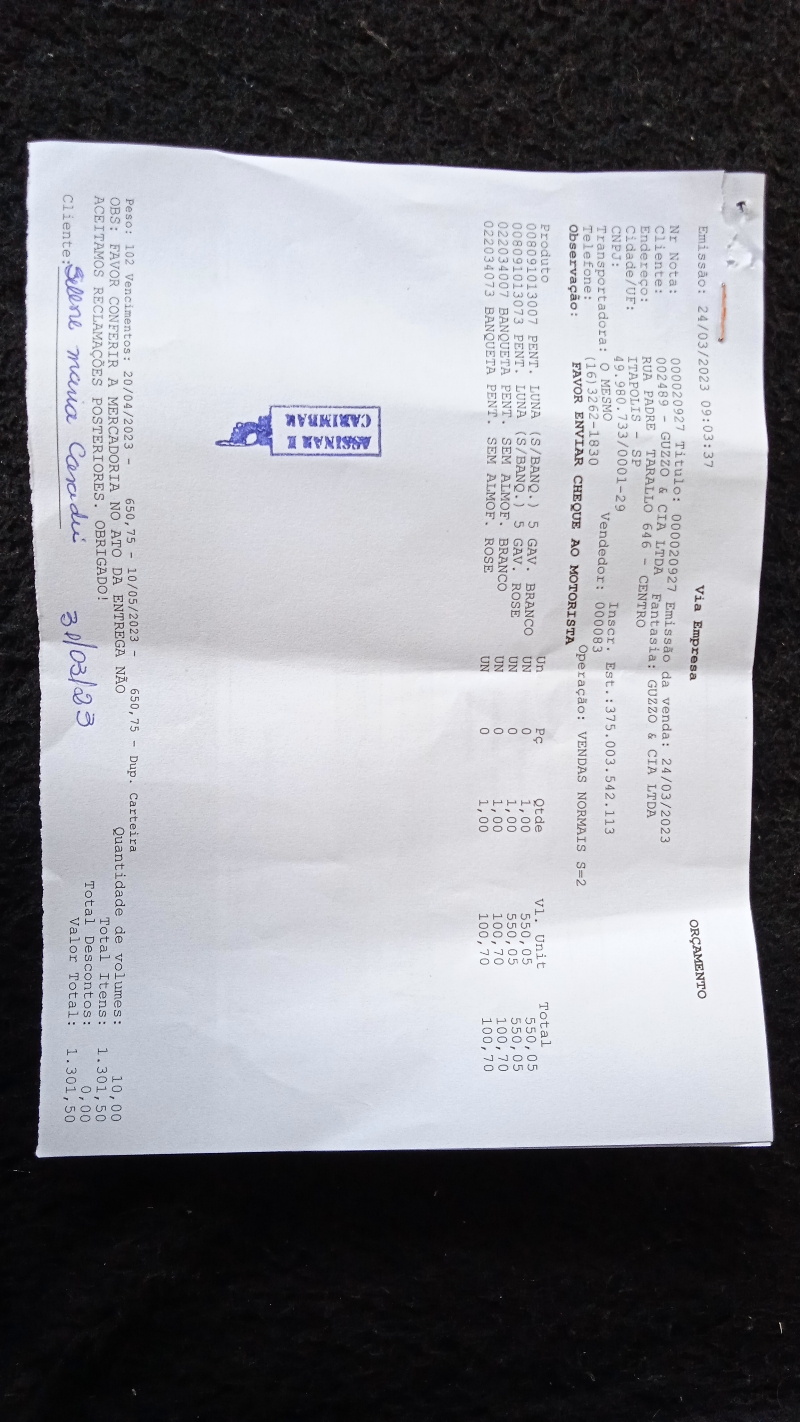 Via Empresa
ORÇAMENTO
Emissão: 24/03/2023 09:03:37
Nr Nota: 000020927 Titulo: 000020927 Emissão da venda: 24/03/2023
Cliente: 002489 - GUZZO & CIA LTDA Fantasia: GUZZO & CIA LTDA
Endereço: RUA PADRE TARALLO 646 - CENTRO
Cidade/UF: ITAPOLIS - SP
CNPJ: 49.980.733/0001-29 Inscr. Est.:375.003.542.113
Transportadora: O MESMO Vendedor: 000083
Telefone: (16)3262-1830 Operação: VENDAS NORMAIS S=2
Observação: FAVOR ENVIAR CHEQUE AO MOTORISTA
Produto Un Pç Qtde Vl. Unit Total
008091013007 PENT. LUNA (S/BANQ.) 5 GAV. BRANCO UN 0 1,00 550,05 550,05
008091013073 PENT. LUNA (S/BANQ.) 5 GAV. ROSE UN 0 1,00 550,05 550,05
022034007 BANQUETA PENT. SEM ALMOF. BRANCO UN 0 1,00 100,70 100,70
022034073 BANQUETA PENT. SEM ALMOF. ROSE UN 0 1,00 100,70 100,70
ASSINAR E
CARIMBAR
Peso: 102 Vencimentos: 20/04/2023 - 650,75 - 10/05/2023 - 650,75 - Dup. Carteira
OBS: FAVOR CONFERIR A MERCADORIA NO ATO DA ENTREGA NÃO
ACEITAMOS RECLAMAÇÕES POSTERIORES. OBRIGADO!
Quantidade de volumes: 10,00
Total Itens: 1.301,50
Total Descontos: 0,00
Valor Total: 1.301,50
Cliente: maria 31/03/23